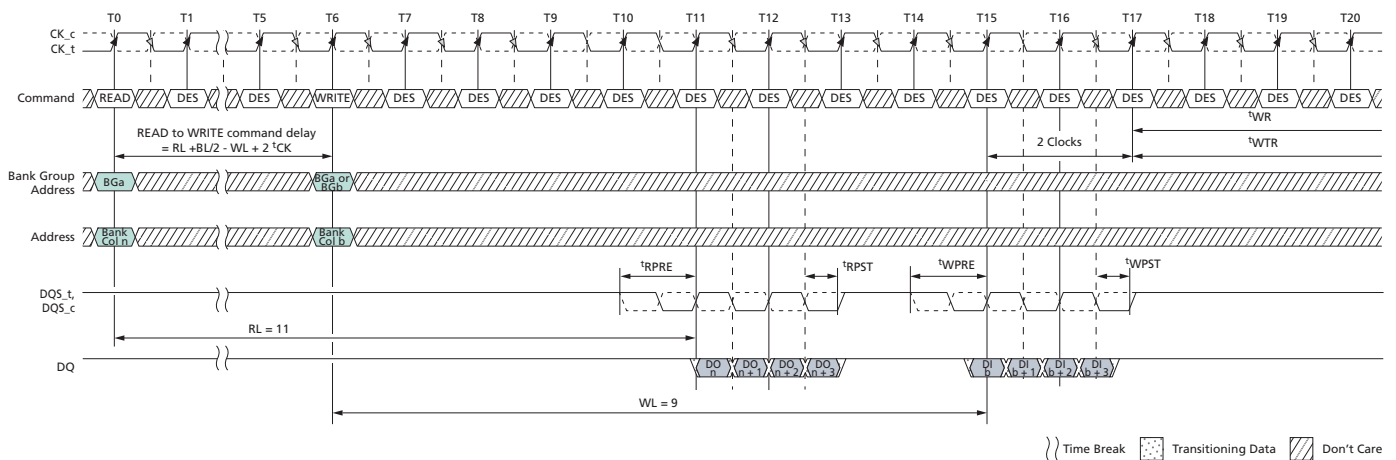 T0 T1 T5 T6 T7 T8 T9 T10 T11 T12 T13 T14 T15 T16 T17 T18 T19 T20
CK_c
CK_t
Command READ DES DES WRITE DES DES DES DES DES DES DES DES DES DES DES DES DES DES
tWR
READ to WRITE command delay
= RL +BL/2 - WL + 2 tCK
2 Clocks
tWTR
Bank Group
Address
BGa
BGa or
BGb
Address
Bank
Col n
Bank
Col b
tRPRE tRPST tWPRE tWPST
DQS_t,
DQS_c
RL = 11
DQ
DO
n
DO
n + 1
DO
n + 2
DO
n + 3
DI
b
DI
b + 1
DI
b + 2
DI
b + 3
WL = 9
Time Break Transitioning Data Don't Care